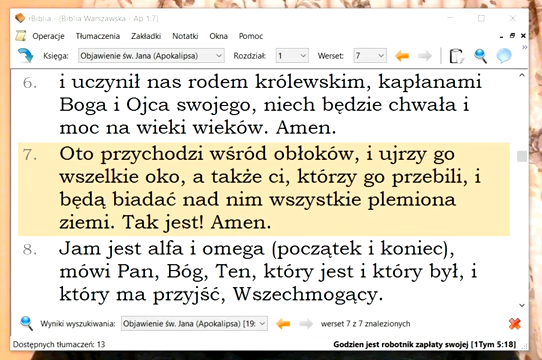 rBiblia - [Biblia Warszawska - Ap 1:7]
Operacje Tłumaczenia Zakładki Notatki Okna Pomoc
Księga: Objawienie św. Jana (Apokalipsa) Rozdział: 1 Werset: 7
6. i uczynił nas rodem królewskim, kapłanami
Boga i Ojca swojego, niech będzie chwała i
moc na wieki wieków. Amen.
7. Oto przychodzi wśród obłoków, i ujrzy go
wszelkie oko, a także ci, którzy go przebili, i
będą biadać nad nim wszystkie plemiona
ziemi. Tak jest! Amen.
8. Jam jest alfa i omega (początek i koniec),
mówi Pan, Bóg, Ten, który jest i który był, i
który ma przyjść, Wszechmogący.
Wyniki wyszukiwania: Objawienie św. Jana (Apokalipsa) [19: werset 7 z 7 znalezionych
Dostępnych tłumaczeń: 13 Godzien jest robotnik zapłaty swojej [1Tym 5:18]